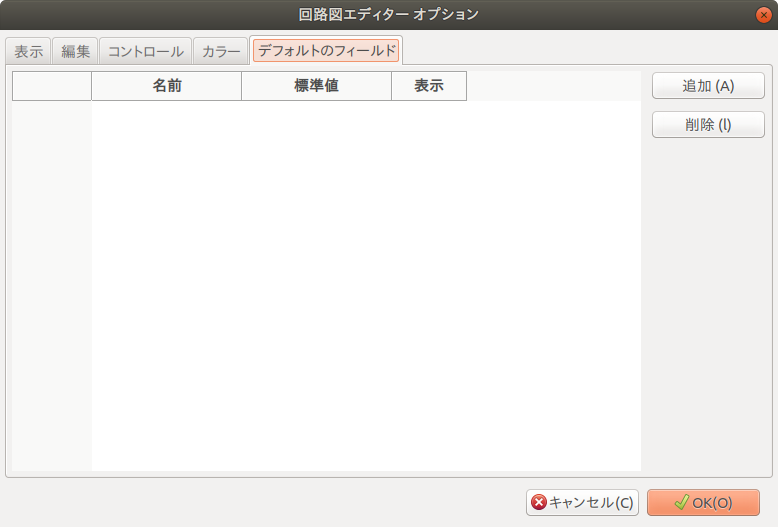 回路図エディター オプション
表示 編集 コントロール カラー デフォルトのフィールド
名前 標準値 表示
追加 (A)
削除 (l)
キャンセル(C) OK(O)